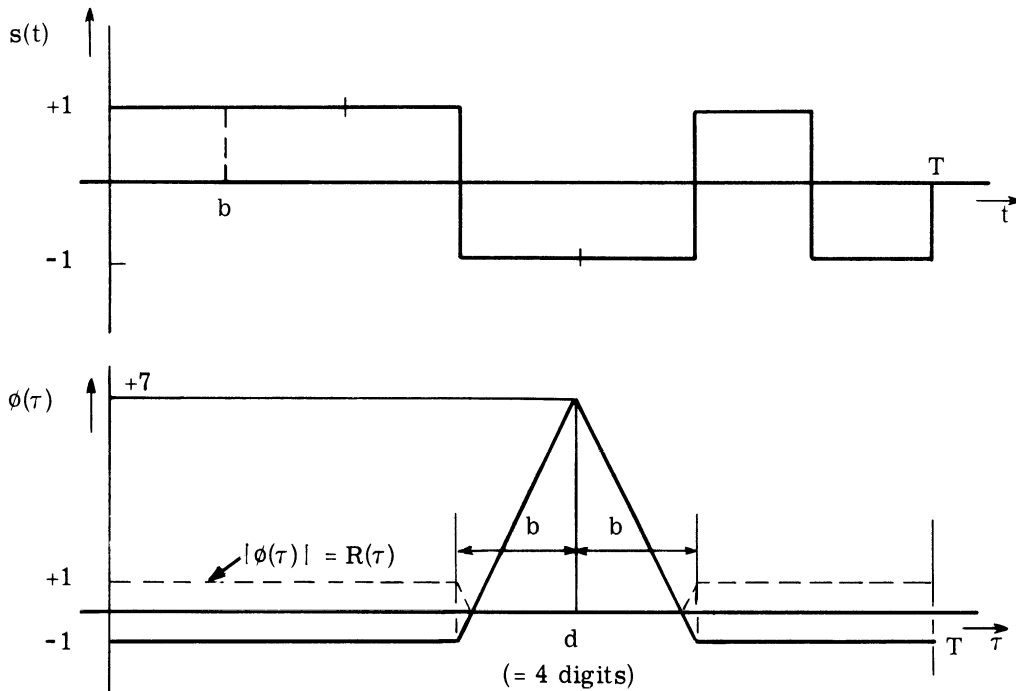 s(t)
+1
b
T
t
-1
+7
ϕ(τ)
b b
|ϕ(τ)| = R(τ)
+1
-1
d
T τ
(= 4 digits)